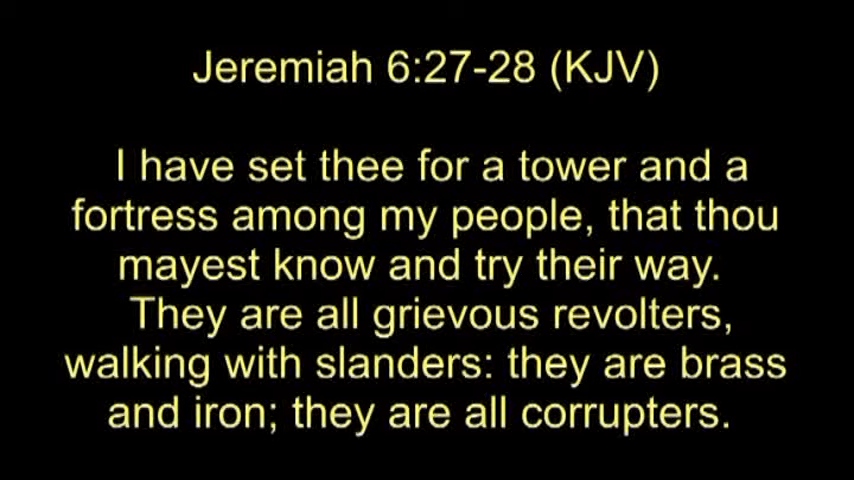 Jeremiah 6:27-28 (KJV)
I have set thee for a tower and a
fortress among my people, that thou
mayest know and try their way.
They are all grievous revolters,
walking with slanders: they are brass
and iron; they are all corrupters.